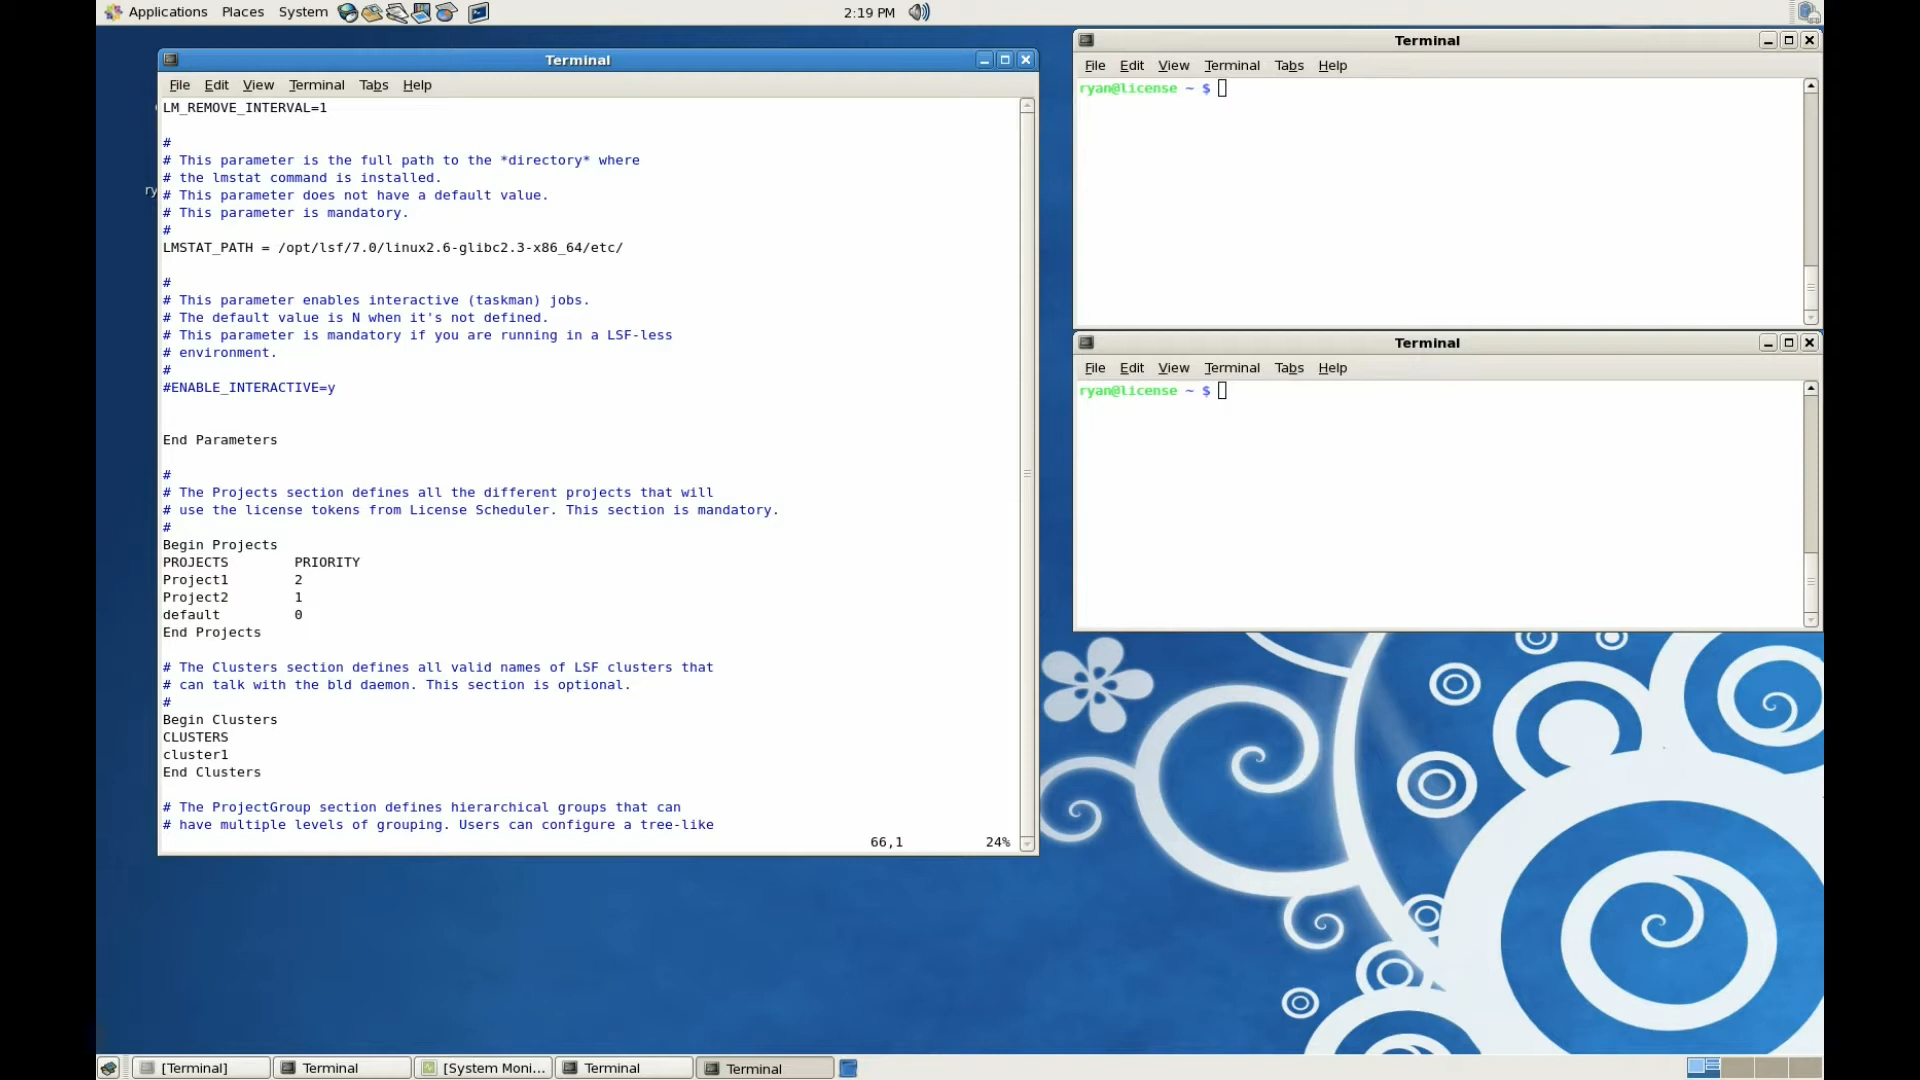 Applications Places System
2:19 PM
Terminal
File Edit View Terminal Tabs Help
LM_REMOVE_INTERVAL=1
#
# This parameter is the full path to the *directory* where
# the lmstat command is installed.
# This parameter does not have a default value.
# This parameter is mandatory.
#
LMSTAT_PATH = /opt/lsf/7.0/linux2.6-glibc2.3-x86_64/etc/
#
# This parameter enables interactive (taskman) jobs.
# The default value is N when it's not defined.
# This parameter is mandatory if you are running in a LSF-less
# environment.
#
#ENABLE_INTERACTIVE=y
End Parameters
#
# The Projects section defines all the different projects that will
# use the license tokens from License Scheduler. This section is mandatory.
#
Begin Projects
PROJECTS PRIORITY
Project1 2
Project2 1
default 0
End Projects
# The Clusters section defines all valid names of LSF clusters that
# can talk with the bld daemon. This section is optional.
#
Begin Clusters
CLUSTERS
cluster1
End Clusters
# The ProjectGroup section defines hierarchical groups that can
# have multiple levels of grouping. Users can configure a tree-like
66,1 24%
ry
Terminal
File Edit View Terminal Tabs Help
ryan@license ~ $
Terminal
File Edit View Terminal Tabs Help
ryan@license ~ $
[Terminal] Terminal [System Moni... Terminal Terminal